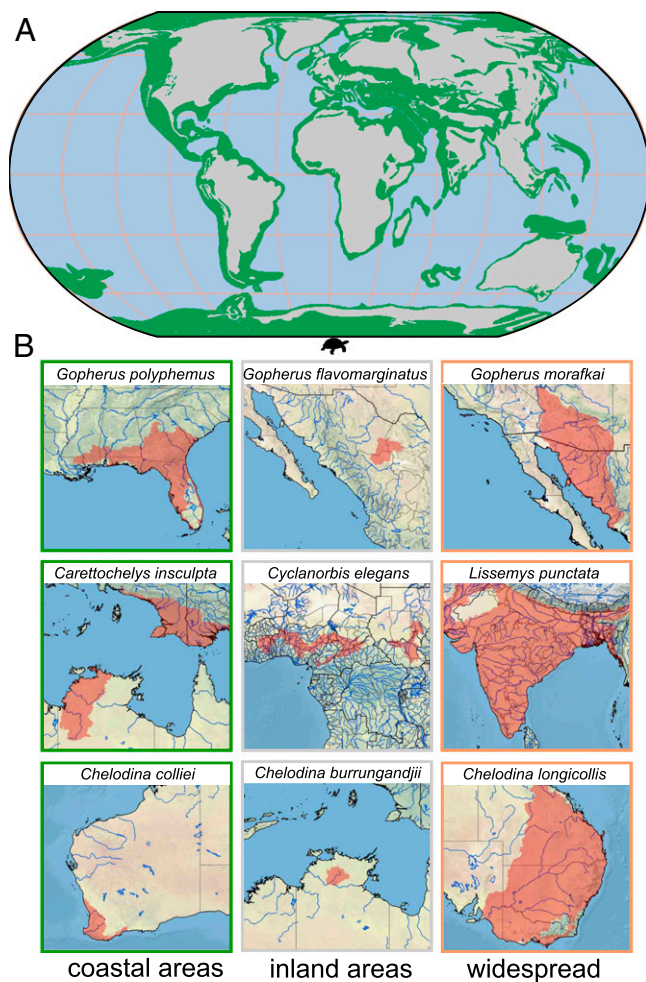 A
B
Gopherus polyphemus
Gopherus flavomarginatus
Gopherus morafkai
Carettochelys insculpta
Cyclanorbis elegans
Lissemys punctata
Chelodina colliei
Chelodina burrungandjii
Chelodina longicollis
coastal areas
inland areas
widespread